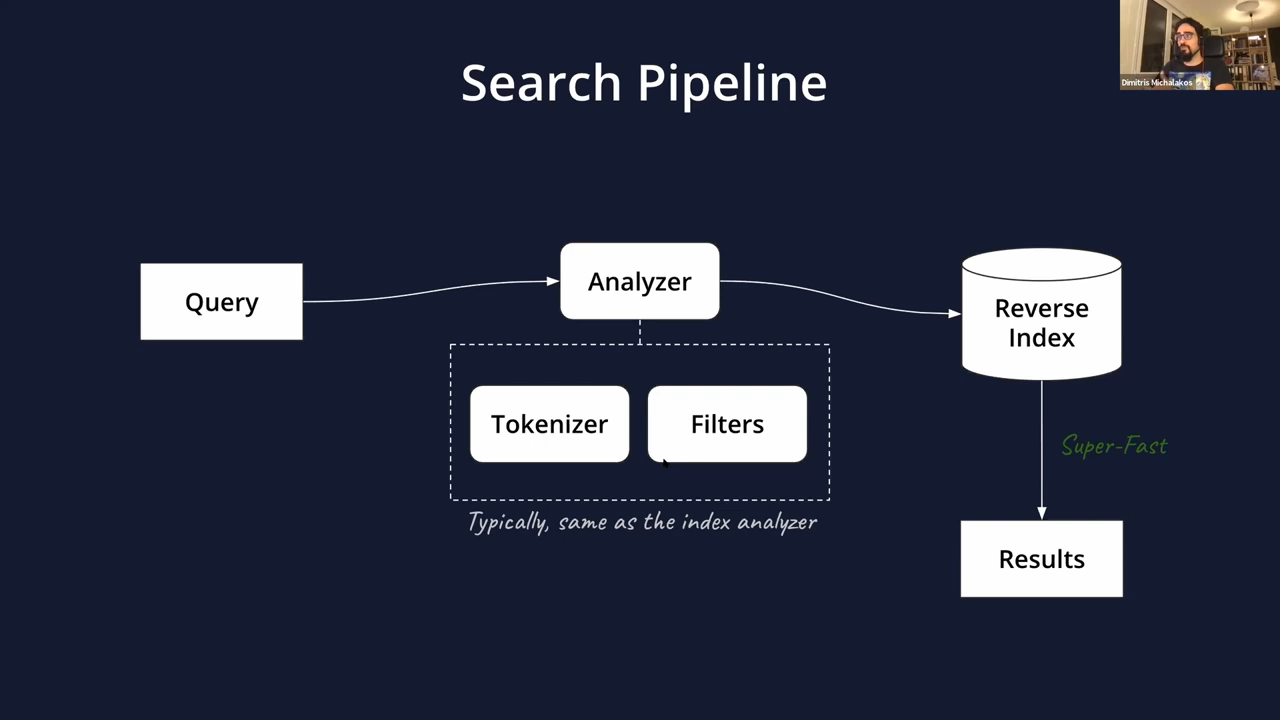 Search Pipeline
Dimitris Michalakos
Query
Analyzer
Reverse
Index
Tokenizer
Filters
Super-Fast
Typically, same as the index analyzer
Results